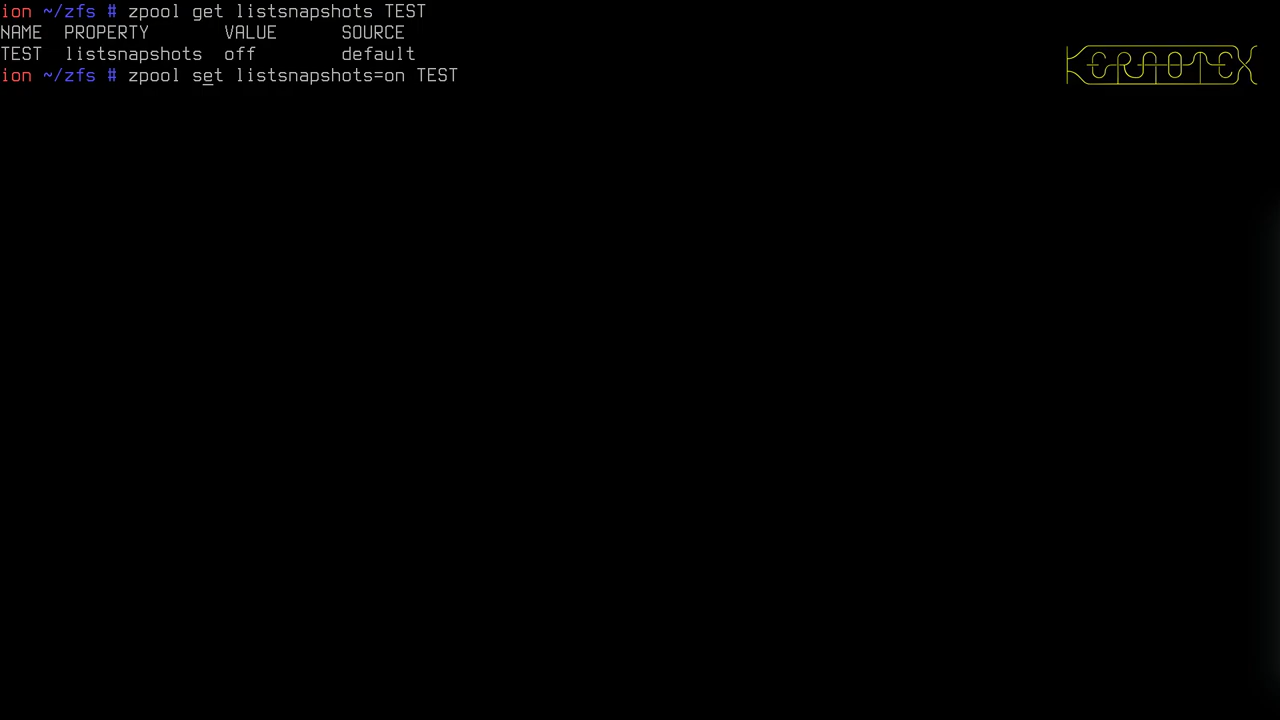 ion ~/zfs # zpool get listsnapshots TEST
NAME  PROPERTY       VALUE      SOURCE
TEST  listsnapshots  off        default
ion ~/zfs # zpool set listsnapshots=on TEST
KERNOTEX